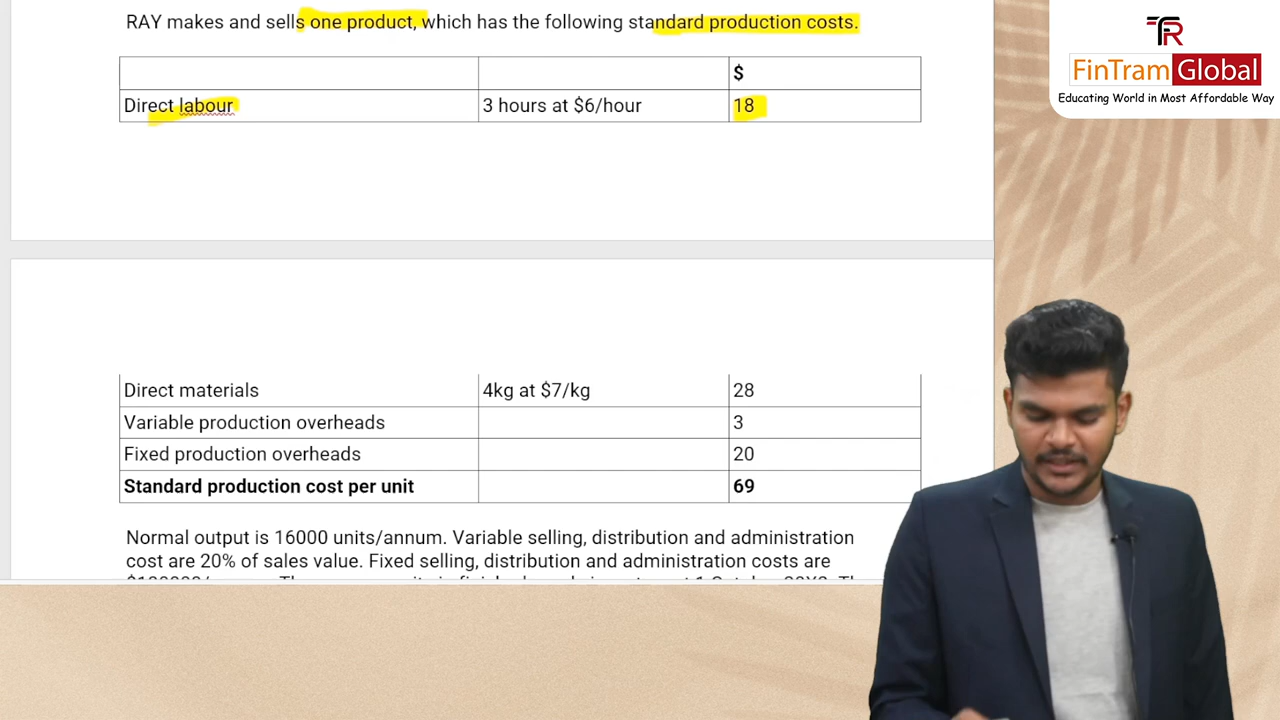 RAY makes and sells one product, which has the following standard production costs.
$
Direct labour 3 hours at $6/hour 18
Direct materials 4kg at $7/kg 28
Variable production overheads 3
Fixed production overheads 20
Standard production cost per unit 69
Normal output is 16000 units/annum. Variable selling, distribution and administration
cost are 20% of sales value. Fixed selling, distribution and administration costs are
TR
FinTram Global
Educating World in Most Affordable Way